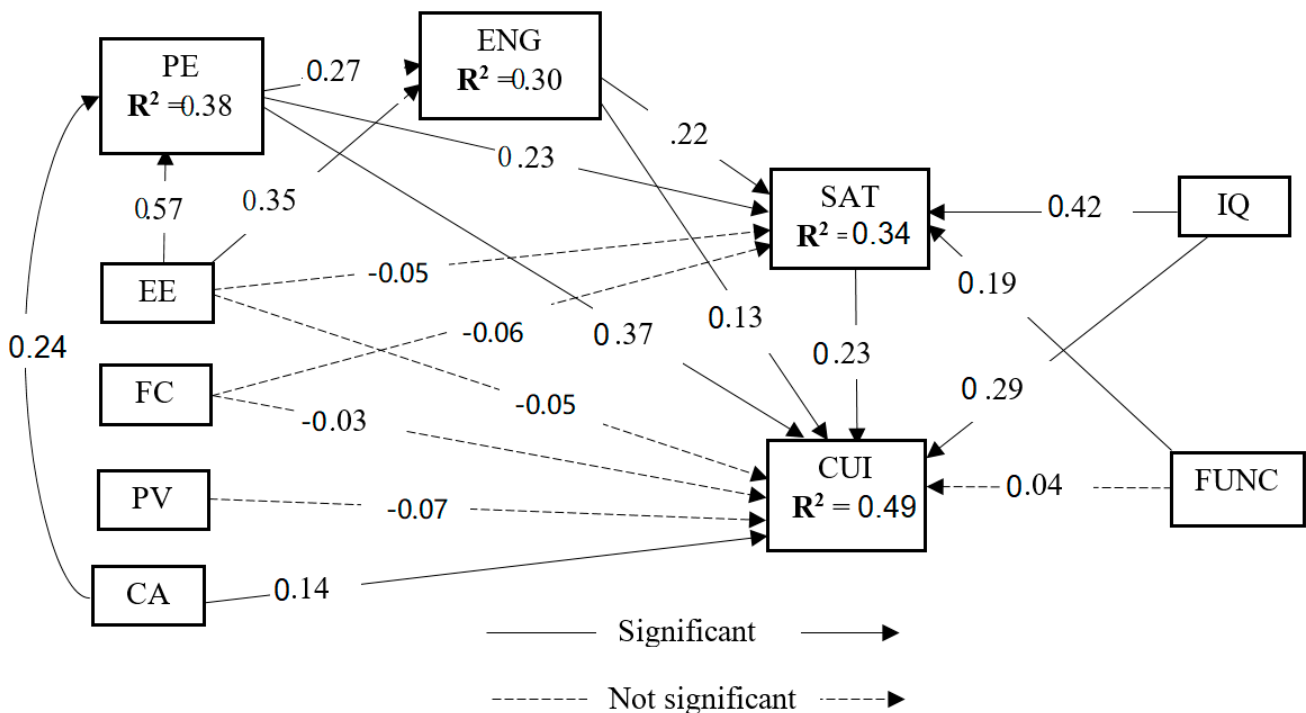 ENG
R² =0.30
PE
R² =0.38
0.27
.22
0.23
SAT
R² = 0.34
0.42
IQ
0.57
0.35
-0.05
EE
0.19
-0.06
0.37
0.13
0.23
0.24
0.29
FC
-0.03
-0.05
CUI
R² = 0.49
0.04
FUNC
PV
-0.07
CA
0.14
Significant
Not significant